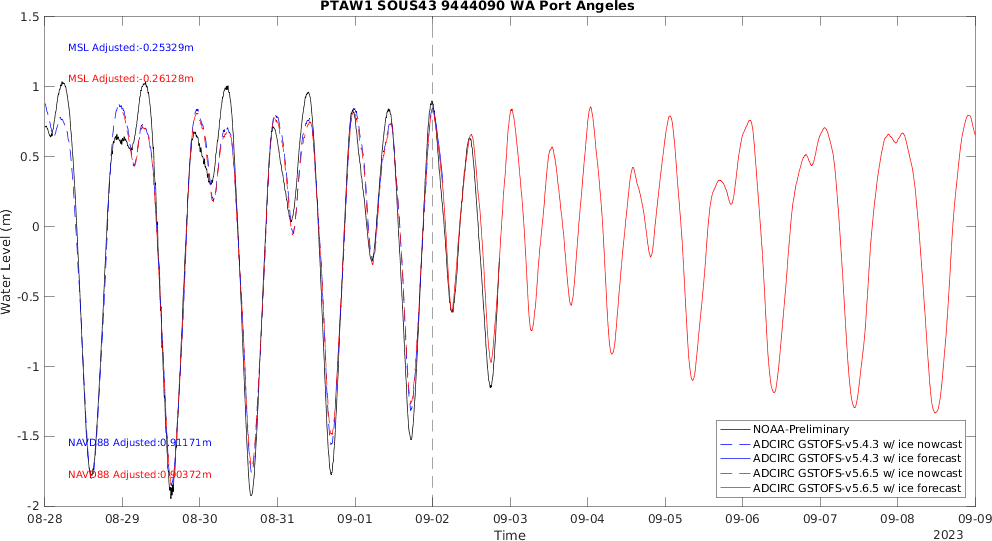 PTAW1 SOUS43 9444090 WA Port Angeles
1.5
1
0.5
0
-0.5
-1
-1.5
-2
Water Level (m)
MSL Adjusted:-0.25329m
MSL Adjusted:-0.26128m
NAVD88 Adjusted:0.91171m
NAVD88 Adjusted:0.90372m
NOAA-Preliminary
ADCIRC GSTOFS-v5.4.3 w/ ice nowcast
ADCIRC GSTOFS-v5.4.3 w/ ice forecast
ADCIRC GSTOFS-v5.6.5 w/ ice nowcast
ADCIRC GSTOFS-v5.6.5 w/ ice forecast
08-28 08-29 08-30 08-31 09-01 09-02 09-03 09-04 09-05 09-06 09-07 09-08 09-09
Time
2023